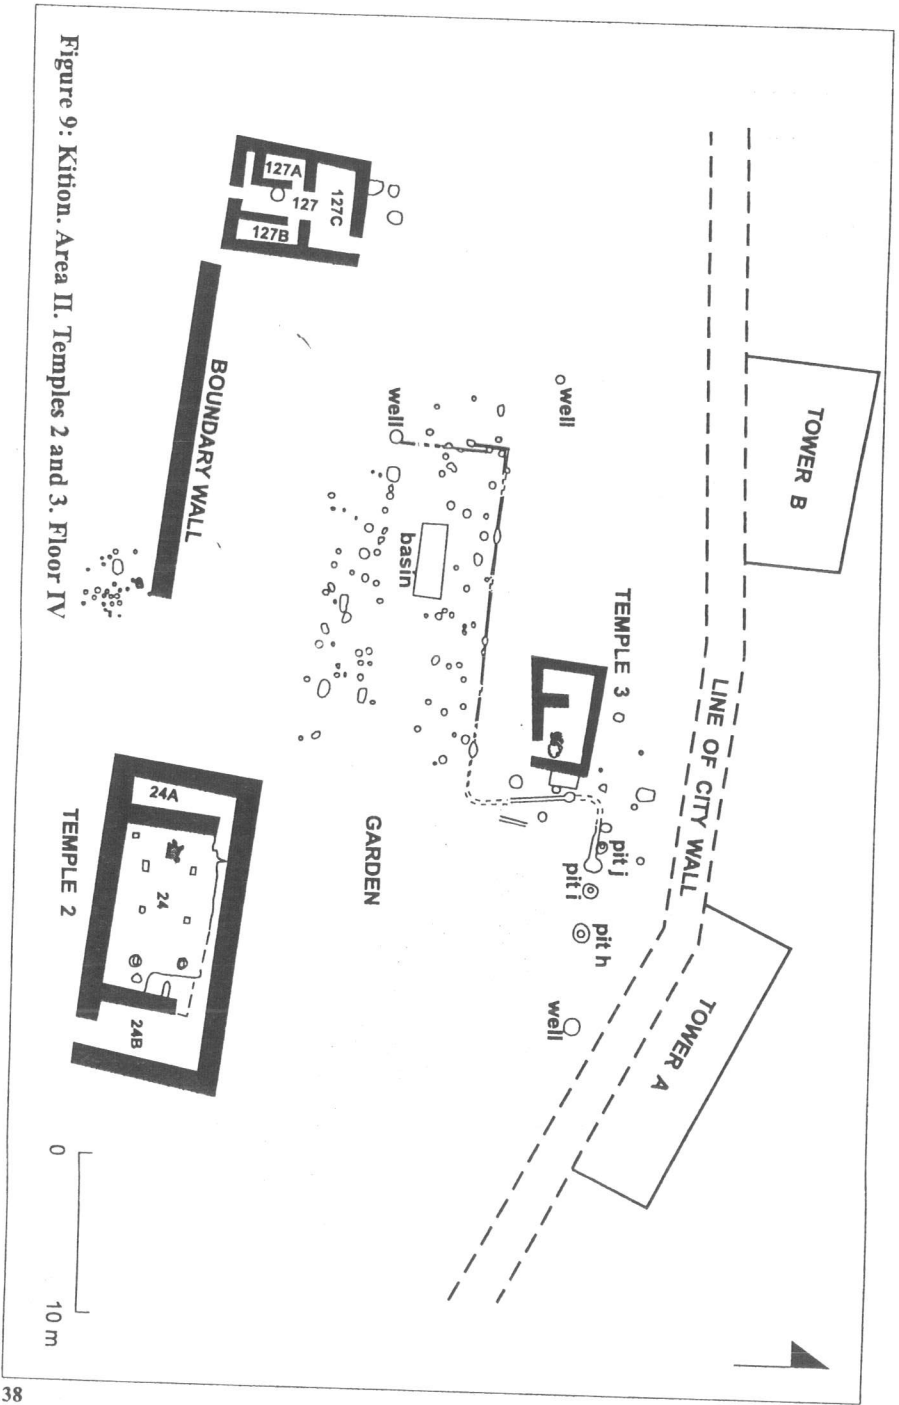 TOWER B
TOWER A
LINE OF CITY WALL
TEMPLE 3
well
pit j
pit i
pit h
well
well
basin
GARDEN
127C
127A
127
127B
BOUNDARY WALL
24A
24
24B
TEMPLE 2
0
10 m
Figure 9: Kition. Area II. Temples 2 and 3. Floor IV
38